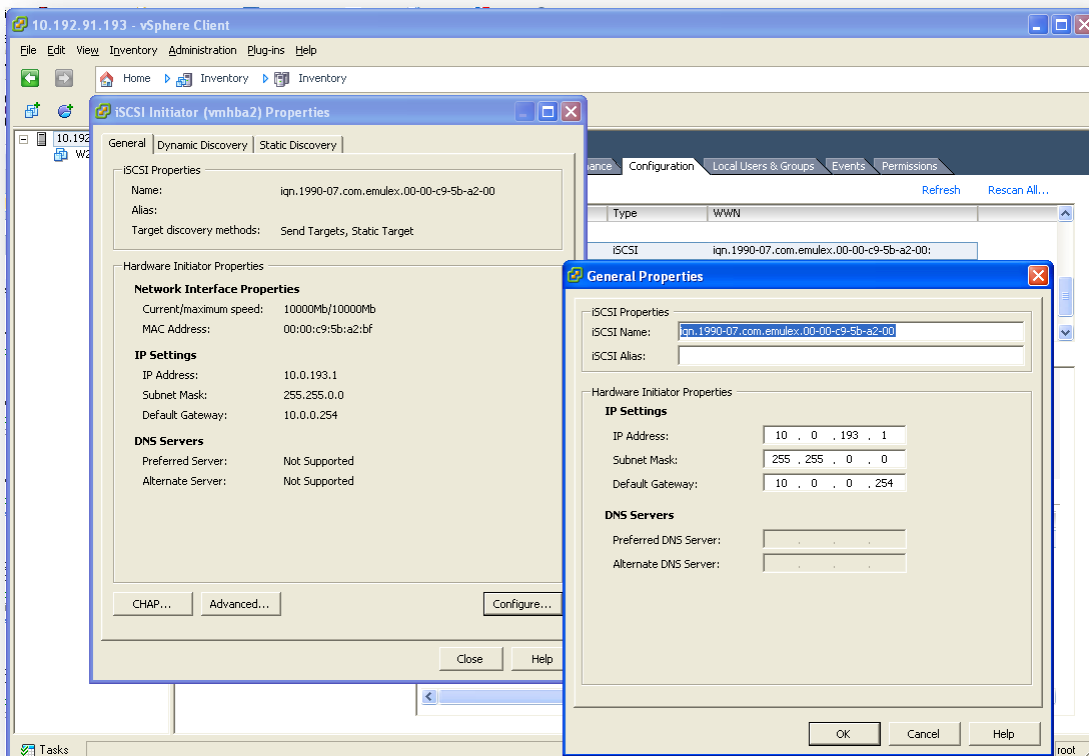 10.192.91.193 - vSphere Client
File Edit View Inventory Administration Plug-ins Help
Home Inventory Inventory
10.192
W2
Configuration Local Users & Groups Events Permissions
Refresh Rescan All...
Type WWN
iSCSI iqn.1990-07.com.emulex.00-00-c9-5b-a2-00:
iSCSI Initiator (vmhba2) Properties
General Dynamic Discovery Static Discovery
iSCSI Properties
Name: iqn.1990-07.com.emulex.00-00-c9-5b-a2-00
Alias:
Target discovery methods: Send Targets, Static Target
Hardware Initiator Properties
Network Interface Properties
Current/maximum speed: 10000Mb/10000Mb
MAC Address: 00:00:c9:5b:a2:bf
IP Settings
IP Address: 10.0.193.1
Subnet Mask: 255.255.0.0
Default Gateway: 10.0.0.254
DNS Servers
Preferred Server: Not Supported
Alternate Server: Not Supported
CHAP... Advanced... Configure...
Close Help
General Properties
iSCSI Properties
iSCSI Name: iqn.1990-07.com.emulex.00-00-c9-5b-a2-00
iSCSI Alias:
Hardware Initiator Properties
IP Settings
IP Address: 10 . 0 . 193 . 1
Subnet Mask: 255 . 255 . 0 . 0
Default Gateway: 10 . 0 . 0 . 254
DNS Servers
Preferred DNS Server: . . .
Alternate DNS Server: . . .
OK Cancel Help
Tasks root